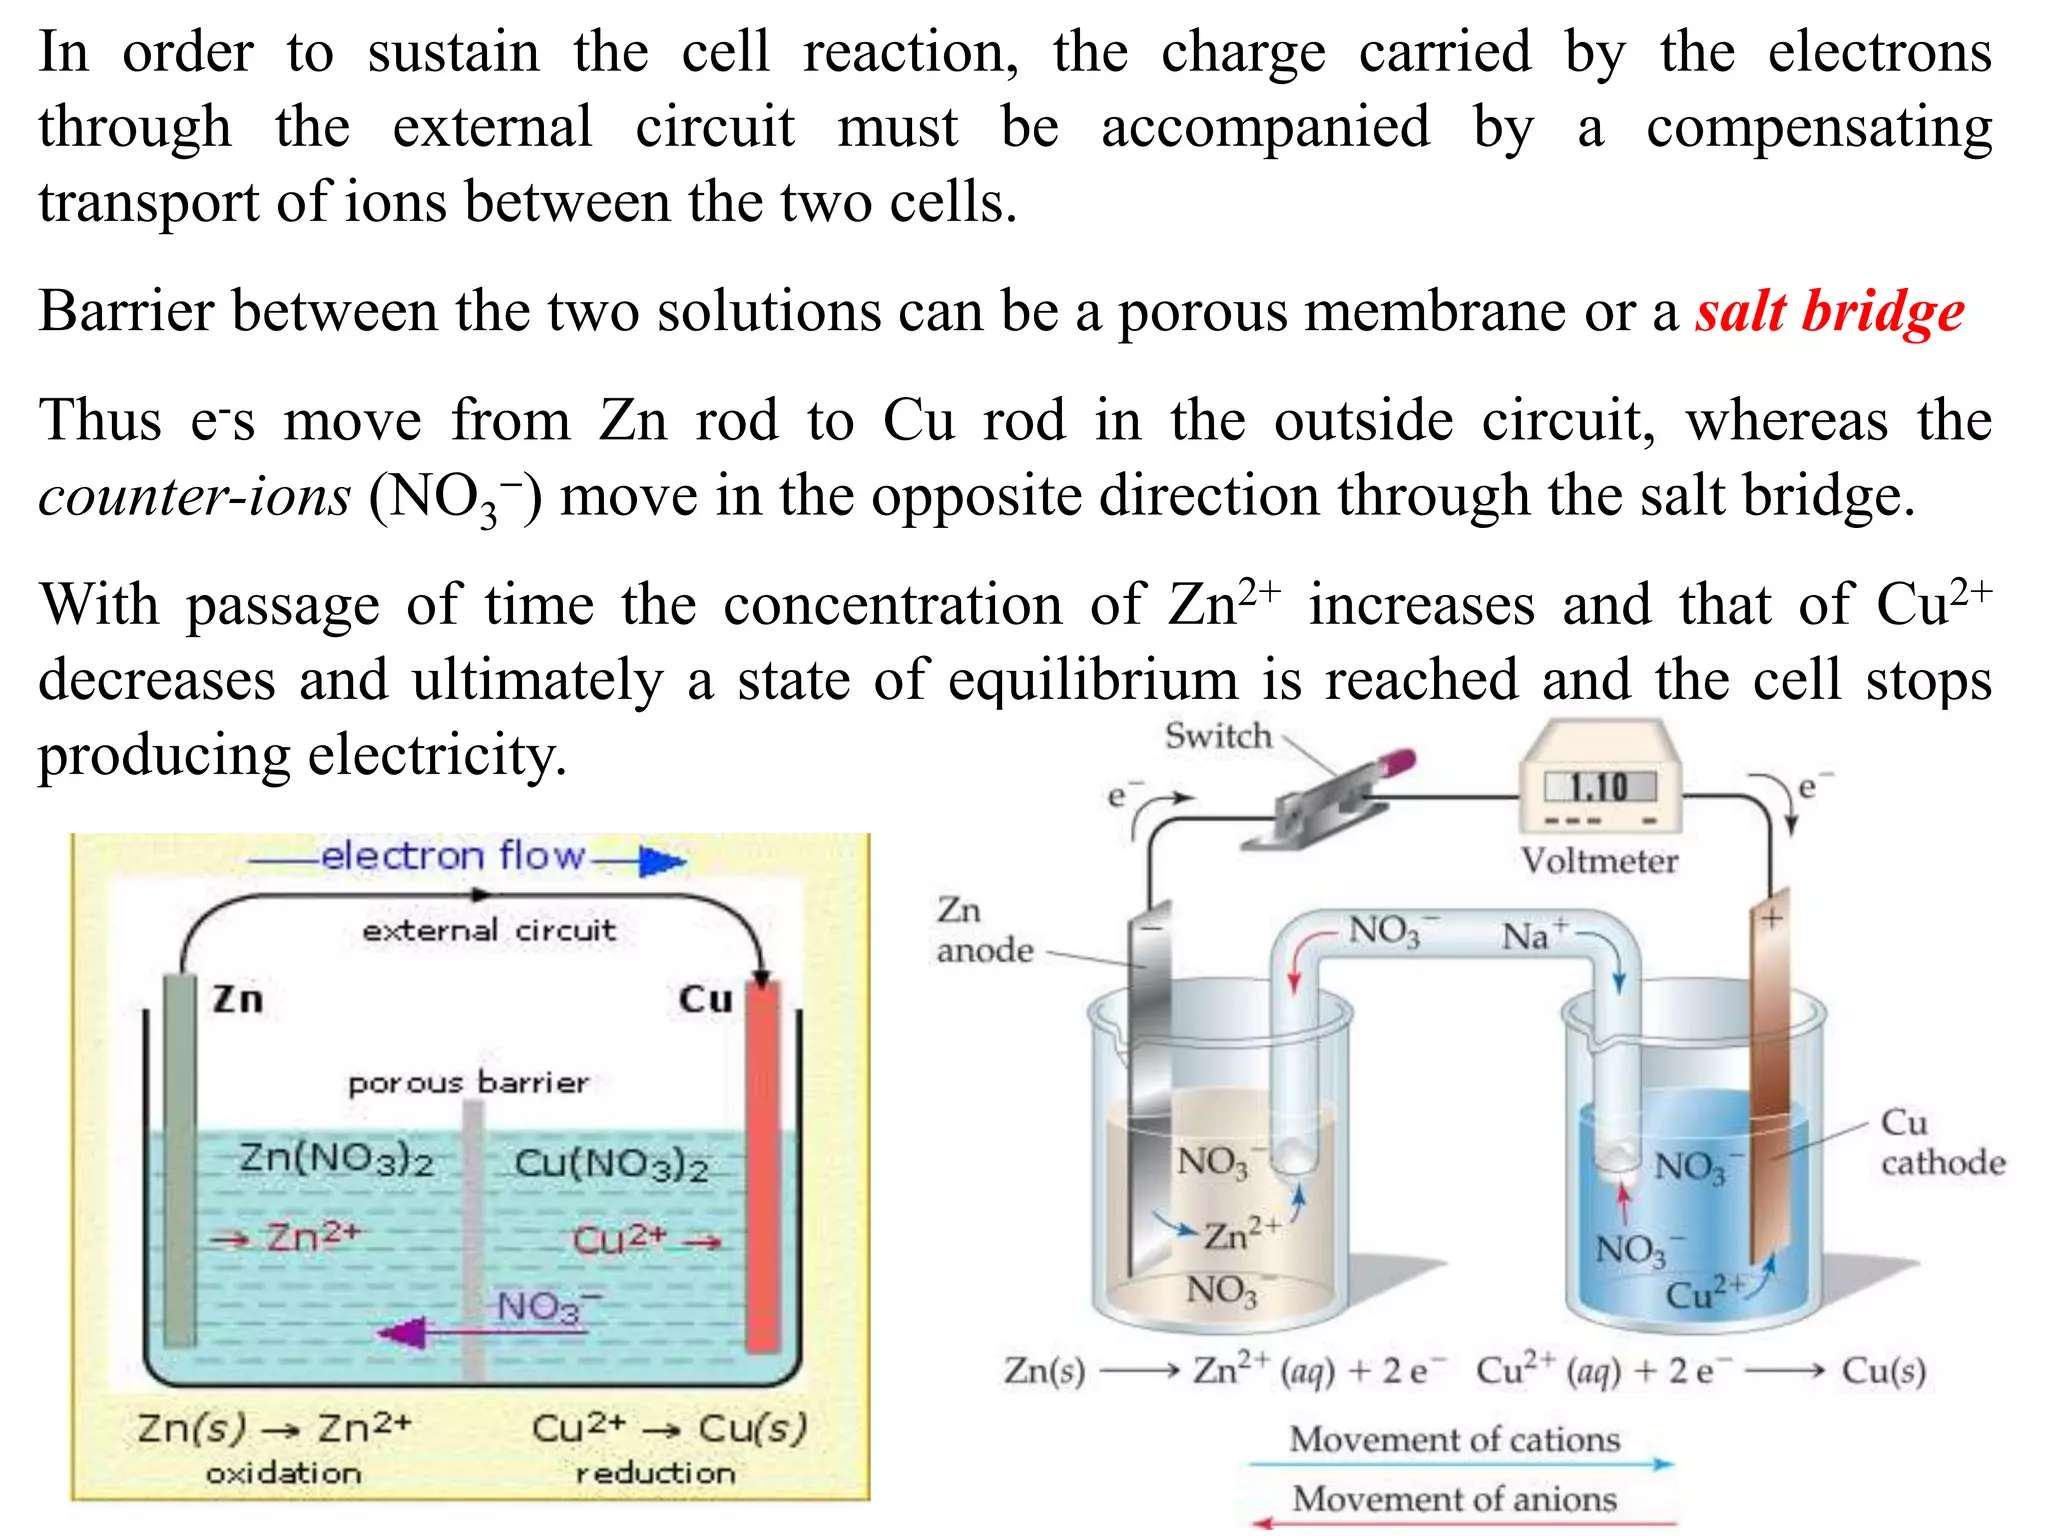 In order to sustain the cell reaction, the charge carried by the electrons
through the external circuit must be accompanied by a compensating
transport of ions between the two cells.
Barrier between the two solutions can be a porous membrane or a salt bridge
Thus e⁻s move from Zn rod to Cu rod in the outside circuit, whereas the
counter-ions (NO₃⁻) move in the opposite direction through the salt bridge.
With passage of time the concentration of Zn²⁺ increases and that of Cu²⁺
decreases and ultimately a state of equilibrium is reached and the cell stops
producing electricity.
electron flow
external circuit
Zn
Cu
porous barrier
Zn(NO₃)₂
Cu(NO₃)₂
→ Zn²⁺
Cu²⁺ →
NO₃⁻
Zn(s) → Zn²⁺
Cu²⁺ → Cu(s)
oxidation
reduction
Switch
e⁻
1.10
e⁻
Voltmeter
Zn
anode
−
NO₃⁻
Na⁺
+
Cu
cathode
NO₃⁻
Zn²⁺
NO₃⁻
NO₃⁻
NO₃⁻
Cu²⁺
Zn(s) ⟶ Zn²⁺ (aq) + 2 e⁻
Cu²⁺ (aq) + 2 e⁻ ⟶ Cu(s)
Movement of cations
Movement of anions